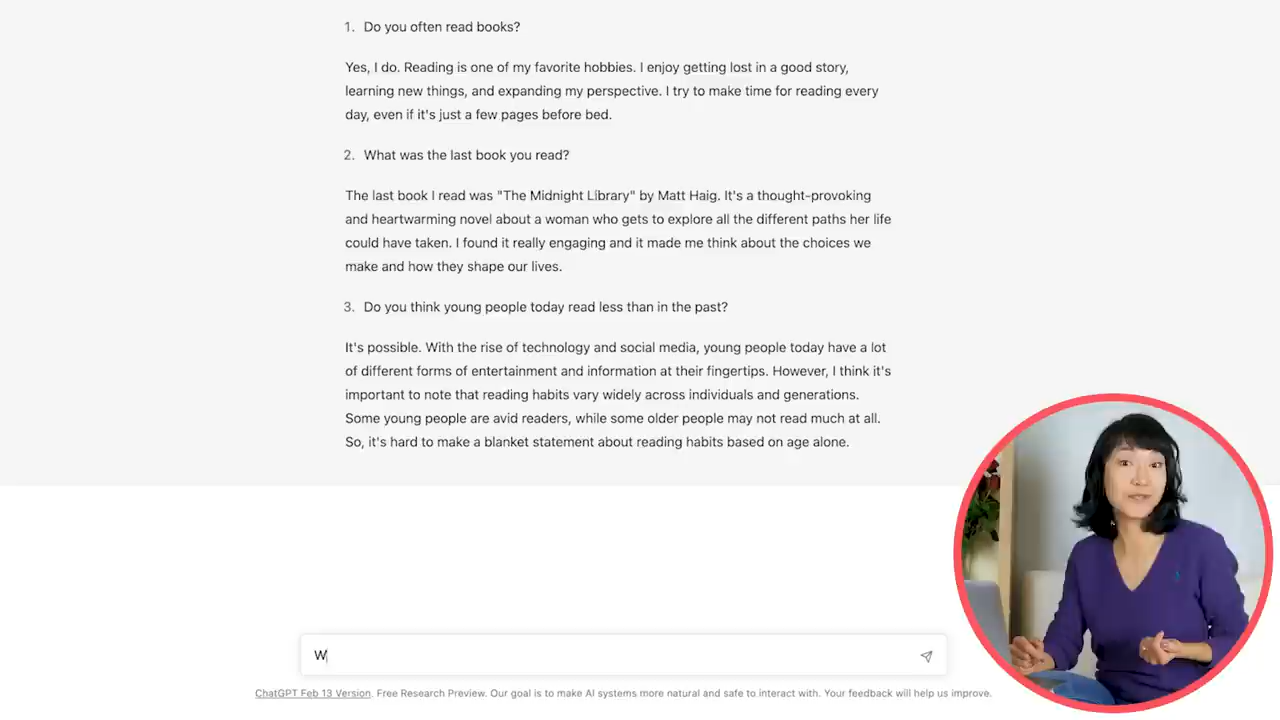 1. Do you often read books?
Yes, I do. Reading is one of my favorite hobbies. I enjoy getting lost in a good story,
learning new things, and expanding my perspective. I try to make time for reading every
day, even if it's just a few pages before bed.
2. What was the last book you read?
The last book I read was "The Midnight Library" by Matt Haig. It's a thought-provoking
and heartwarming novel about a woman who gets to explore all the different paths her life
could have taken. I found it really engaging and it made me think about the choices we
make and how they shape our lives.
3. Do you think young people today read less than in the past?
It's possible. With the rise of technology and social media, young people today have a lot
of different forms of entertainment and information at their fingertips. However, I think it's
important to note that reading habits vary widely across individuals and generations.
Some young people are avid readers, while some older people may not read much at all.
So, it's hard to make a blanket statement about reading habits based on age alone.
W
ChatGPT Feb 13 Version. Free Research Preview. Our goal is to make AI systems more natural and safe to interact with. Your feedback will help us improve.